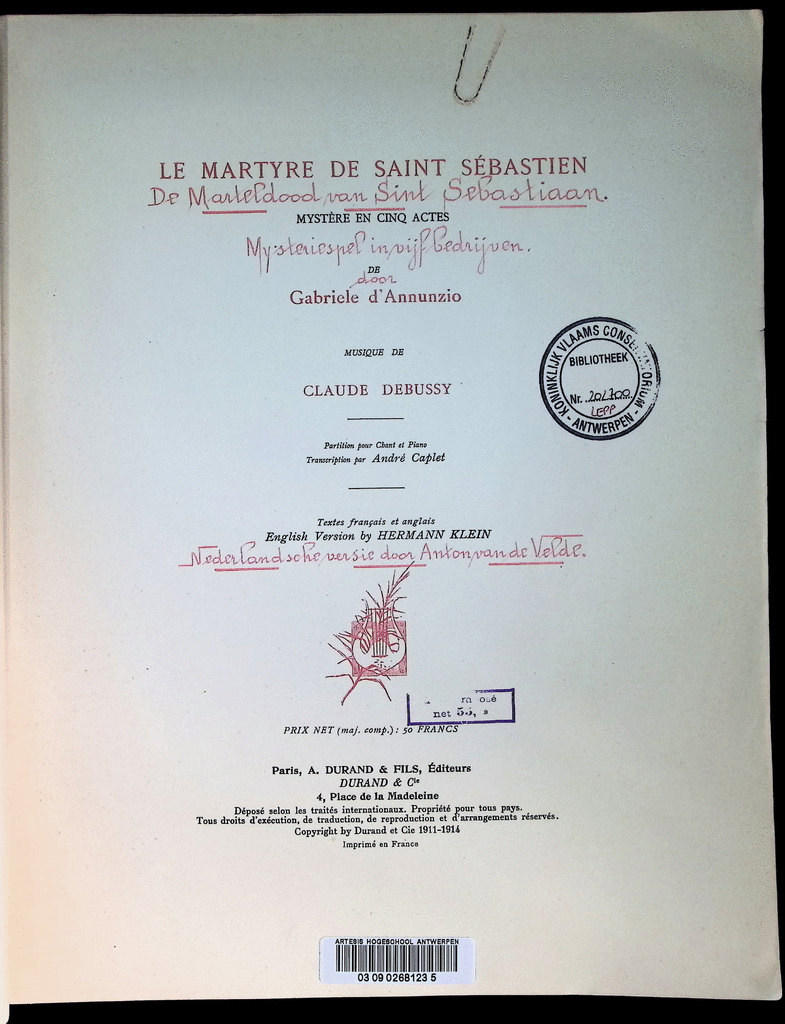 LE MARTYRE DE SAINT SÉBASTIEN
De Marteldood van Sint Sebastiaan.
MYSTÈRE EN CINQ ACTES
Mysteriespel in vijf bedrijven.
DE
door
Gabriele d'Annunzio
MUSIQUE DE
CLAUDE DEBUSSY
KONINKLIJK VLAAMS CONSERVATORIUM
BIBLIOTHEEK
Nr.
LEPP
- ANTWERPEN -
Partition pour Chant et Piano
Transcription par André Caplet
Textes français et anglais
English Version by HERMANN KLEIN
Nederlandsche versie door Anton van de Velde.
net 55, »
PRIX NET (maj. comp.) : 50 FRANCS
Paris, A. DURAND & FILS, Éditeurs
DURAND & Cie
4, Place de la Madeleine
Déposé selon les traités internationaux. Propriété pour tous pays.
Tous droits d'exécution, de traduction, de reproduction et d'arrangements réservés.
Copyright by Durand et Cie 1911-1914
Imprimé en France
ARTESIS HOGESCHOOL ANTWERPEN
03 09 0268123 5